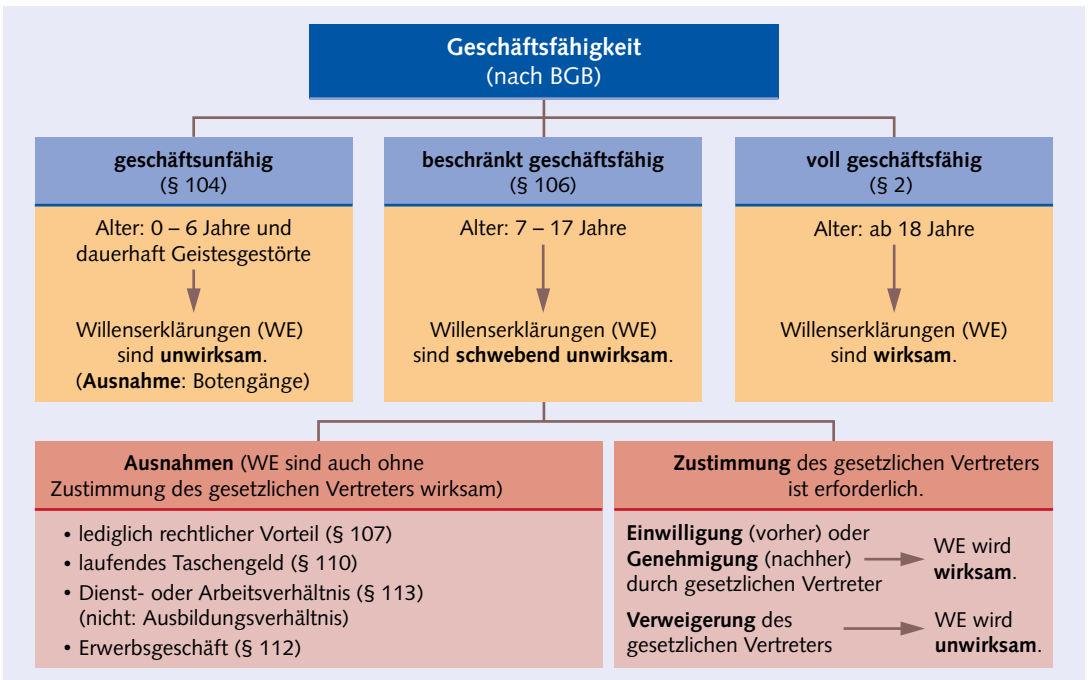 Geschäftsfähigkeit
(nach BGB)
geschäftsunfähig
(§ 104)
Alter: 0 – 6 Jahre und
dauerhaft Geistesgestörte
Willenserklärungen (WE)
sind unwirksam.
(Ausnahme: Botengänge)
beschränkt geschäftsfähig
(§ 106)
Alter: 7 – 17 Jahre
Willenserklärungen (WE)
sind schwebend unwirksam.
voll geschäftsfähig
(§ 2)
Alter: ab 18 Jahre
Willenserklärungen (WE)
sind wirksam.
Ausnahmen (WE sind auch ohne
Zustimmung des gesetzlichen Vertreters wirksam)
• lediglich rechtlicher Vorteil (§ 107)
• laufendes Taschengeld (§ 110)
• Dienst- oder Arbeitsverhältnis (§ 113)
(nicht: Ausbildungsverhältnis)
• Erwerbsgeschäft (§ 112)
Zustimmung des gesetzlichen Vertreters
ist erforderlich.
Einwilligung (vorher) oder
Genehmigung (nachher)
durch gesetzlichen Vertreter
WE wird
wirksam.
Verweigerung des
gesetzlichen Vertreters
WE wird
unwirksam.